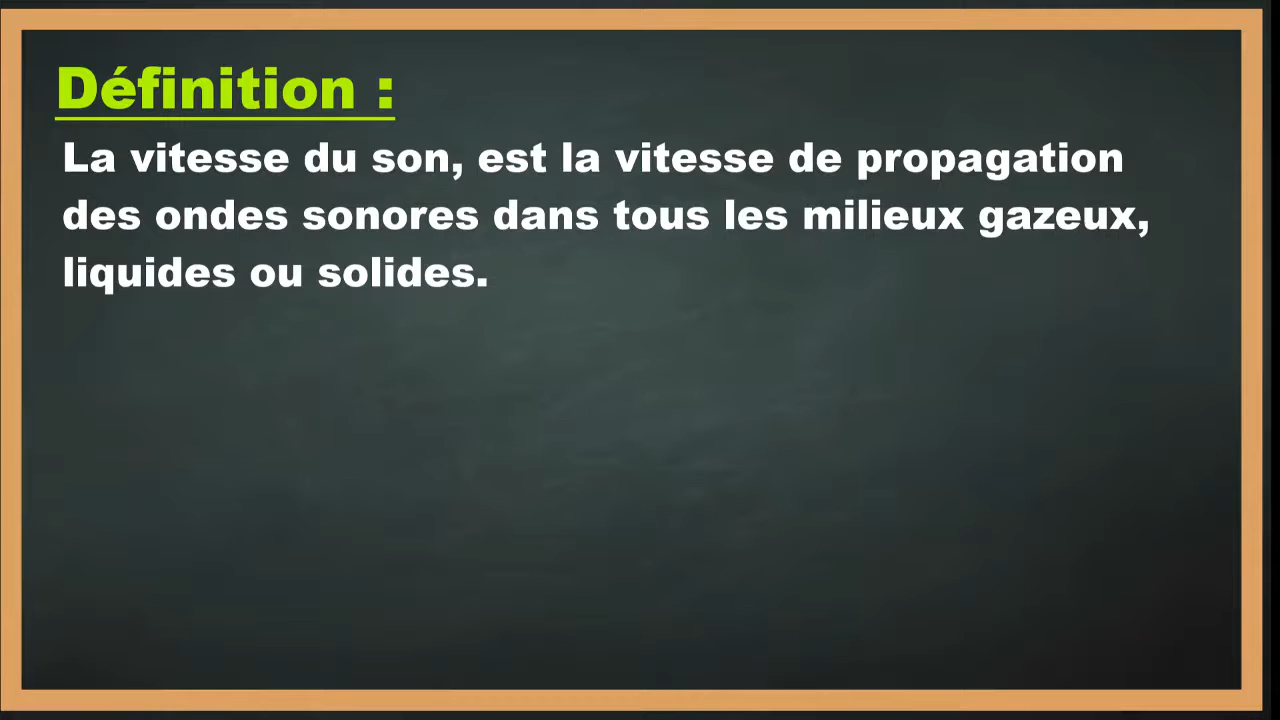 Définition :
La vitesse du son, est la vitesse de propagation
des ondes sonores dans tous les milieux gazeux,
liquides ou solides.